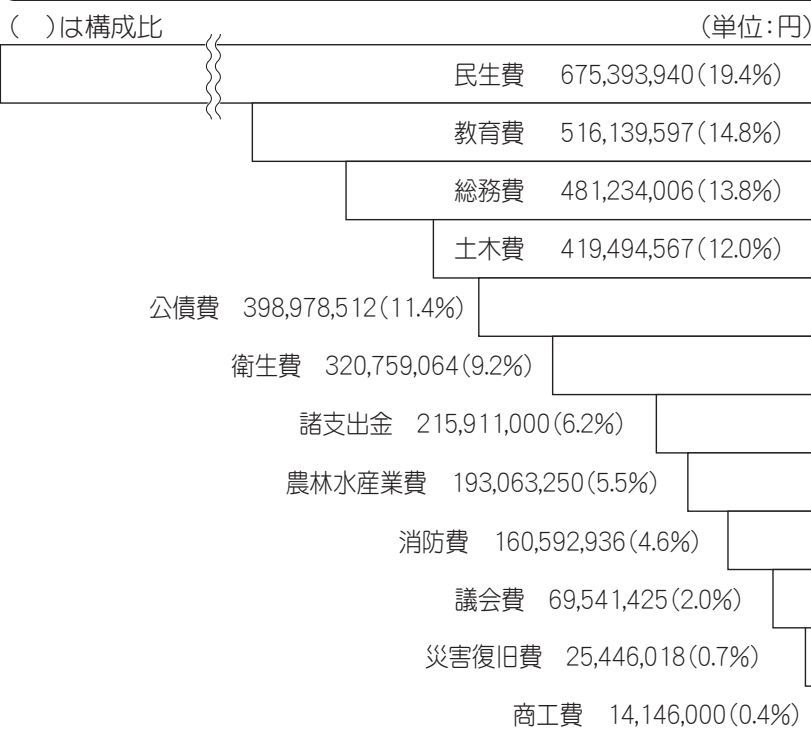 (　)は構成比　(単位:円)
民生費　675,393,940(19.4%)
教育費　516,139,597(14.8%)
総務費　481,234,006(13.8%)
土木費　419,494,567(12.0%)
公債費　398,978,512(11.4%)
衛生費　320,759,064(9.2%)
諸支出金　215,911,000(6.2%)
農林水産業費　193,063,250(5.5%)
消防費　160,592,936(4.6%)
議会費　69,541,425(2.0%)
災害復旧費　25,446,018(0.7%)
商工費　14,146,000(0.4%)